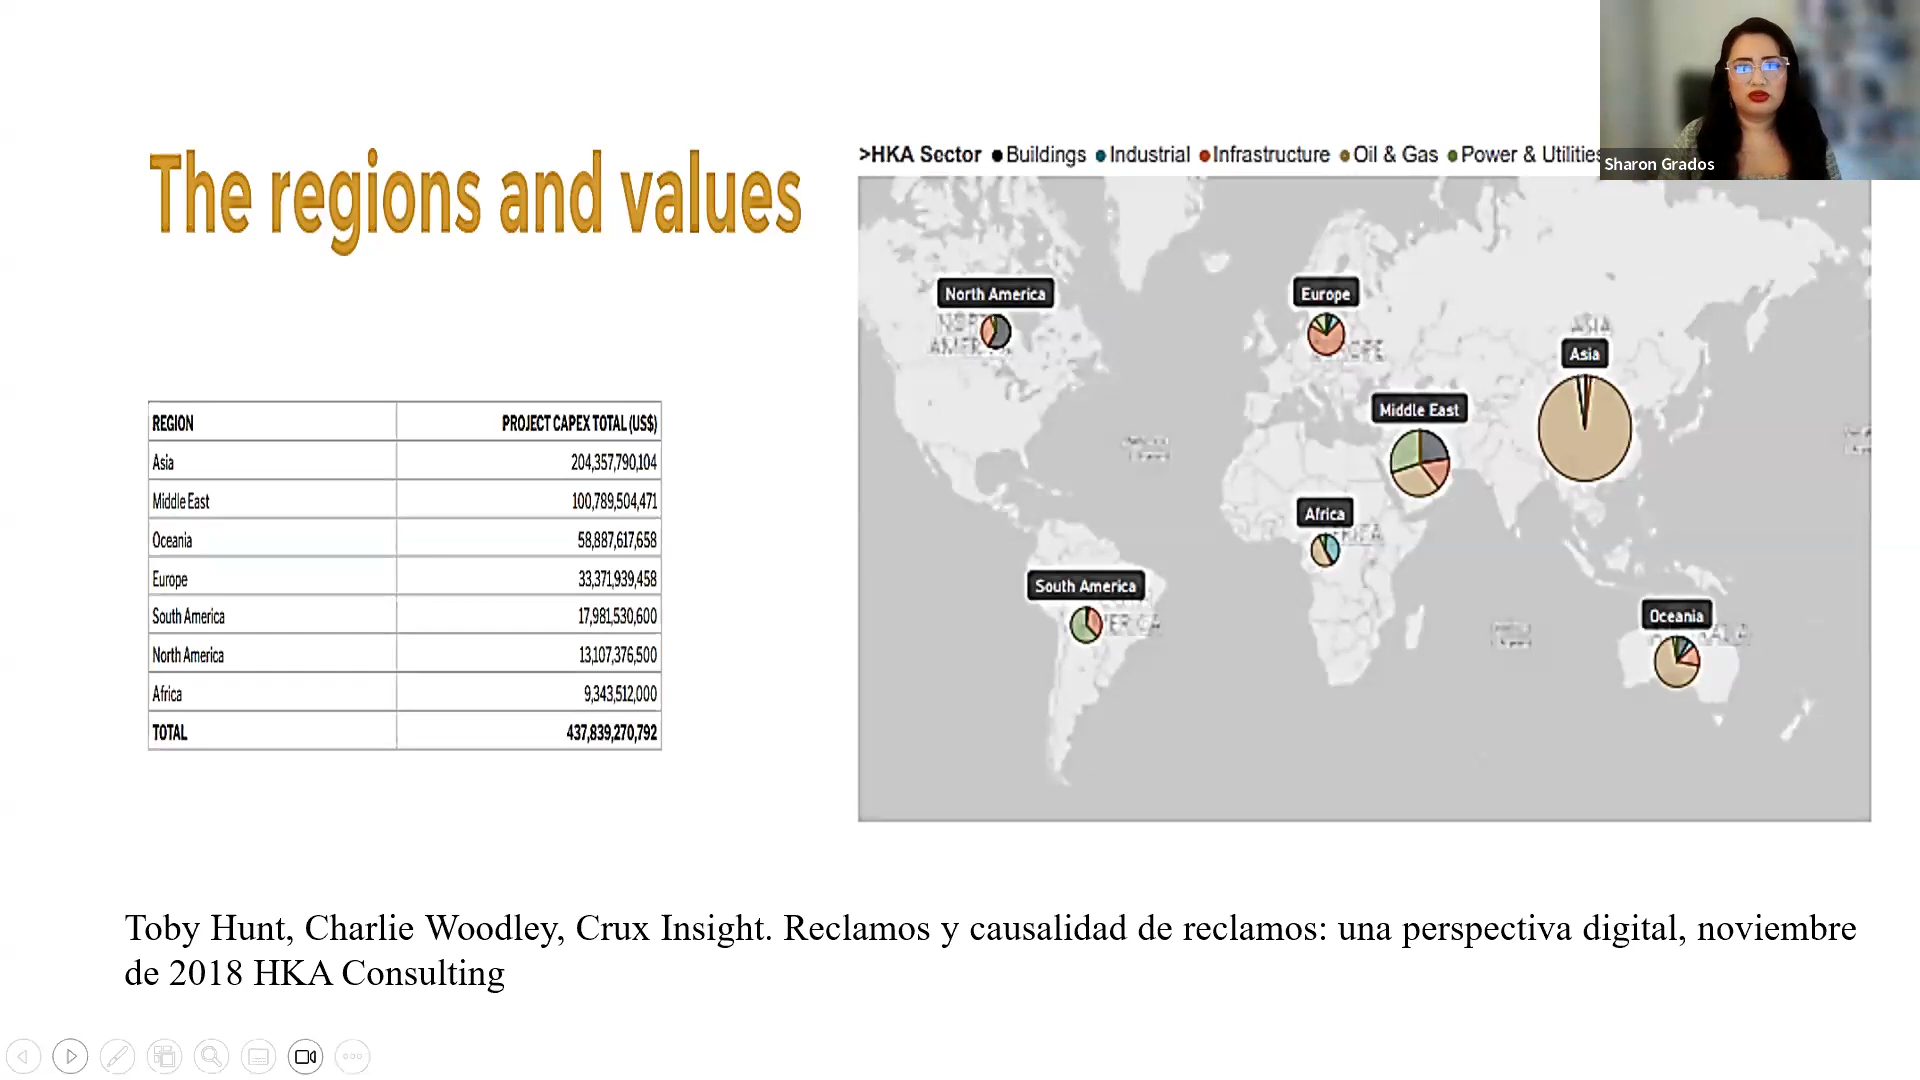 The regions and values
>HKA Sector ●Buildings ●Industrial ●Infrastructure ●Oil & Gas ●Power & Utilities
Sharon Grados
REGION PROJECT CAPEX TOTAL (US$)
Asia 204,357,790,104
Middle East 100,789,504,471
Oceania 58,887,617,658
Europe 33,371,939,458
South America 17,981,530,600
North America 13,107,376,500
Africa 9,343,512,000
TOTAL 437,839,270,792
North America
Europe
ASIA
Asia
Middle East
Africa
South America
Oceania
Toby Hunt, Charlie Woodley, Crux Insight. Reclamos y causalidad de reclamos: una perspectiva digital, noviembre
de 2018 HKA Consulting